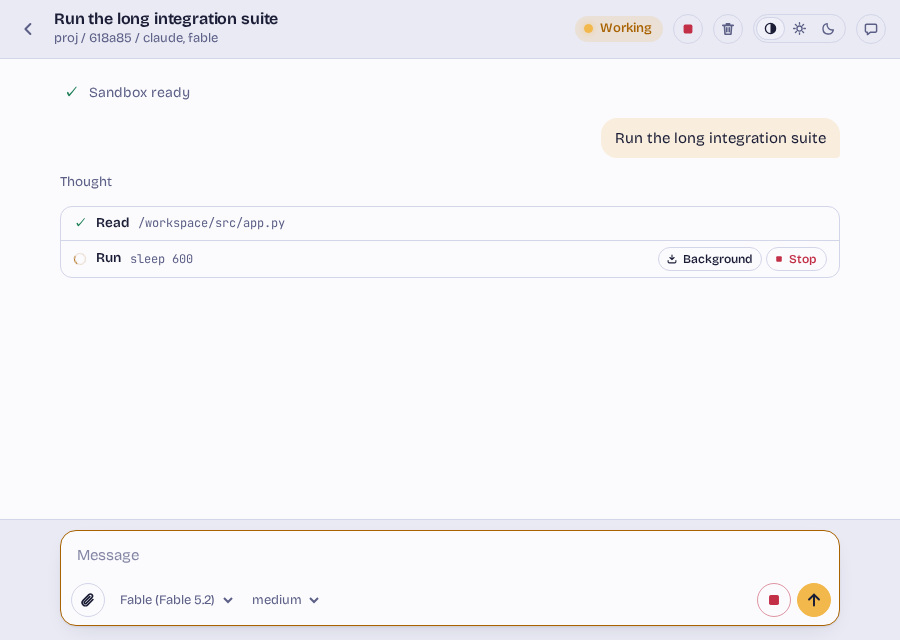 Run the long integration suite
proj / 618a85 / claude, fable
Working
Sandbox ready
Run the long integration suite
Thought
Read /workspace/src/app.py
Run sleep 600 Background Stop
Message
Fable (Fable 5.2) medium